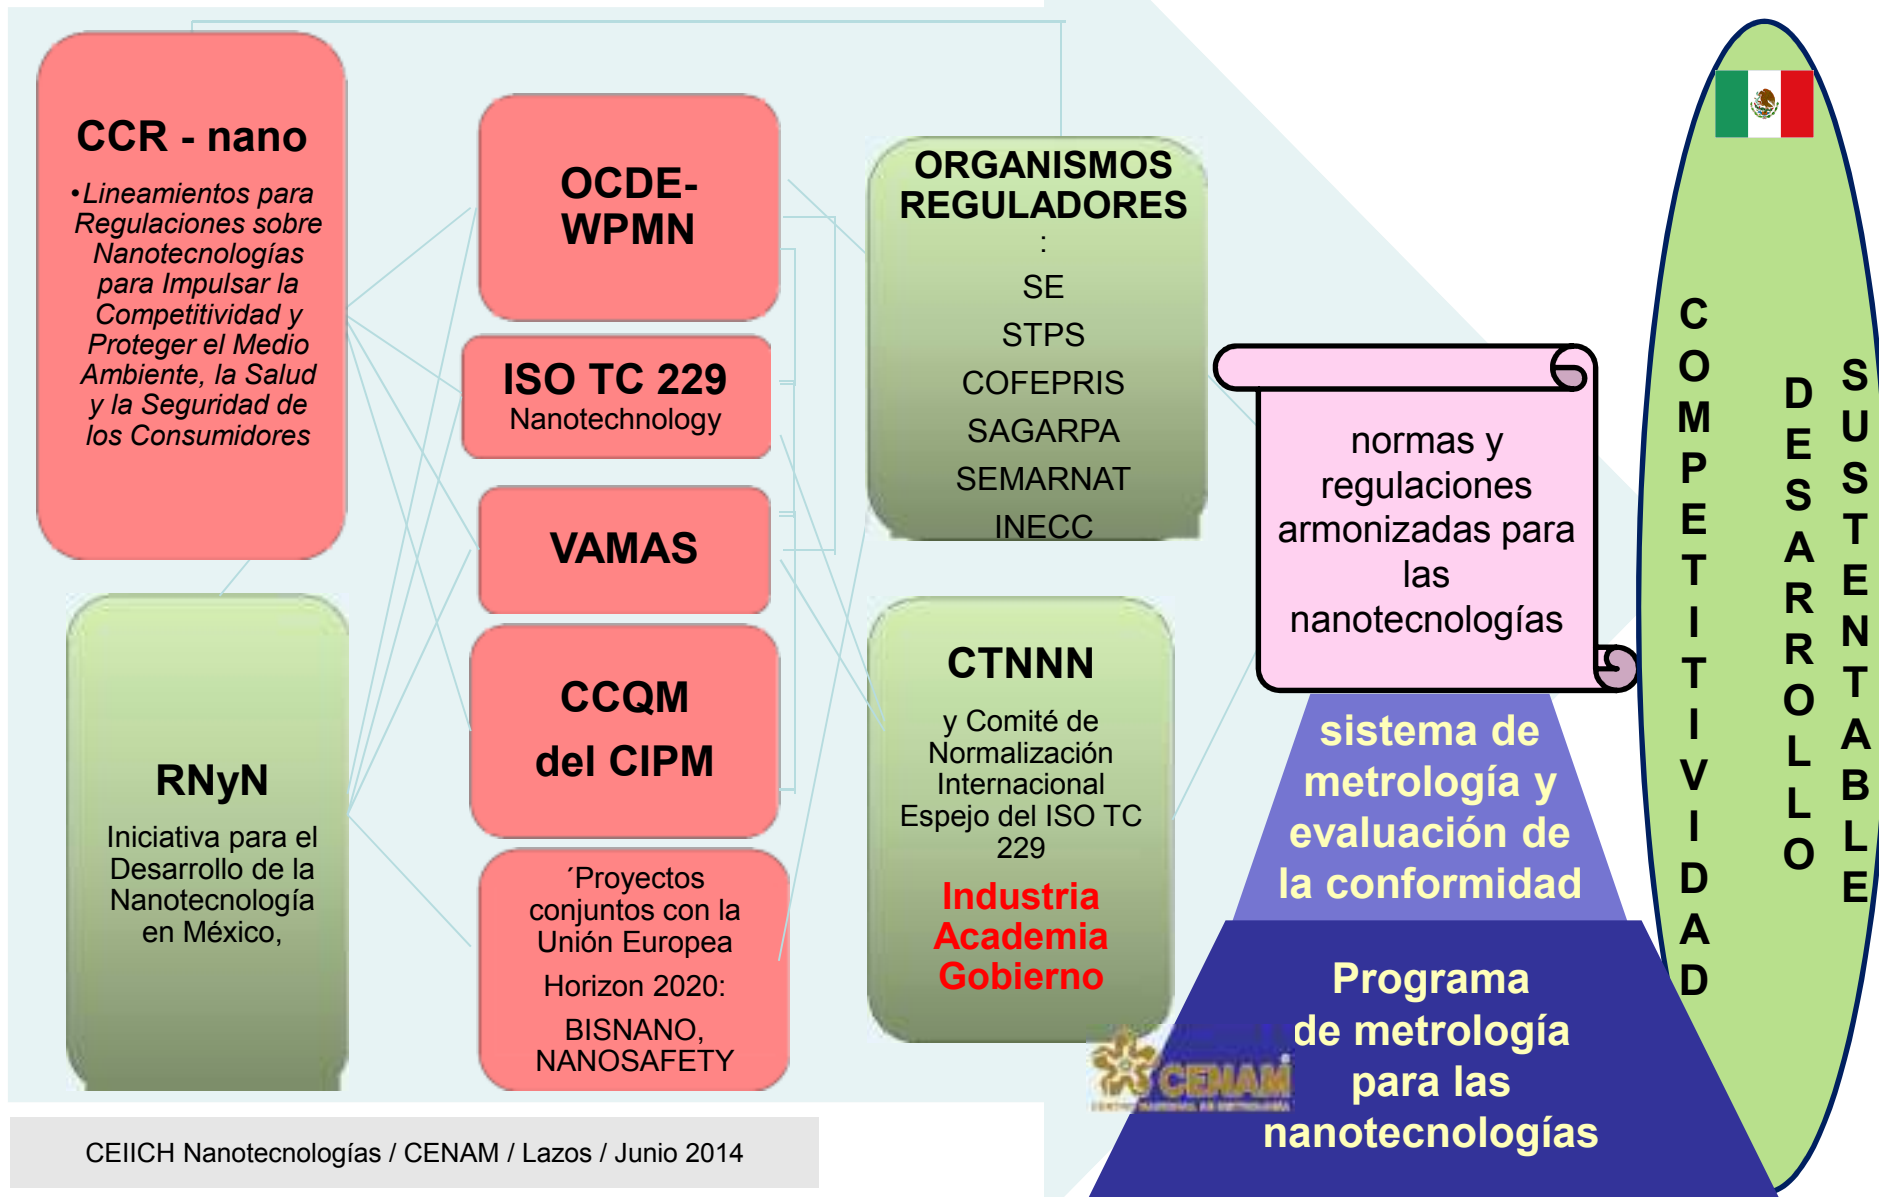 CCR - nano
•Lineamientos para
Regulaciones sobre
Nanotecnologías
para Impulsar la
Competitividad y
Proteger el Medio
Ambiente, la Salud
y la Seguridad de
los Consumidores
RNyN
Iniciativa para el
Desarrollo de la
Nanotecnología
en México,
OCDE-
WPMN
ISO TC 229
Nanotechnology
VAMAS
CCQM
del CIPM
´Proyectos
conjuntos con la
Unión Europea
Horizon 2020:
BISNANO,
NANOSAFETY
ORGANISMOS
REGULADORES
:
SE
STPS
COFEPRIS
SAGARPA
SEMARNAT
INECC
CTNNN
y Comité de
Normalización
Internacional
Espejo del ISO TC
229
Industria
Academia
Gobierno
normas y
regulaciones
armonizadas para
las
nanotecnologías
sistema de
metrología y
evaluación de
la conformidad
Programa
de metrología
para las
nanotecnologías
CENAM
CENTRO NACIONAL DE METROLOGÍA
COMPETITIVIDAD
DESARROLLO
SUSTENTABLE
CEIICH Nanotecnologías / CENAM / Lazos / Junio 2014